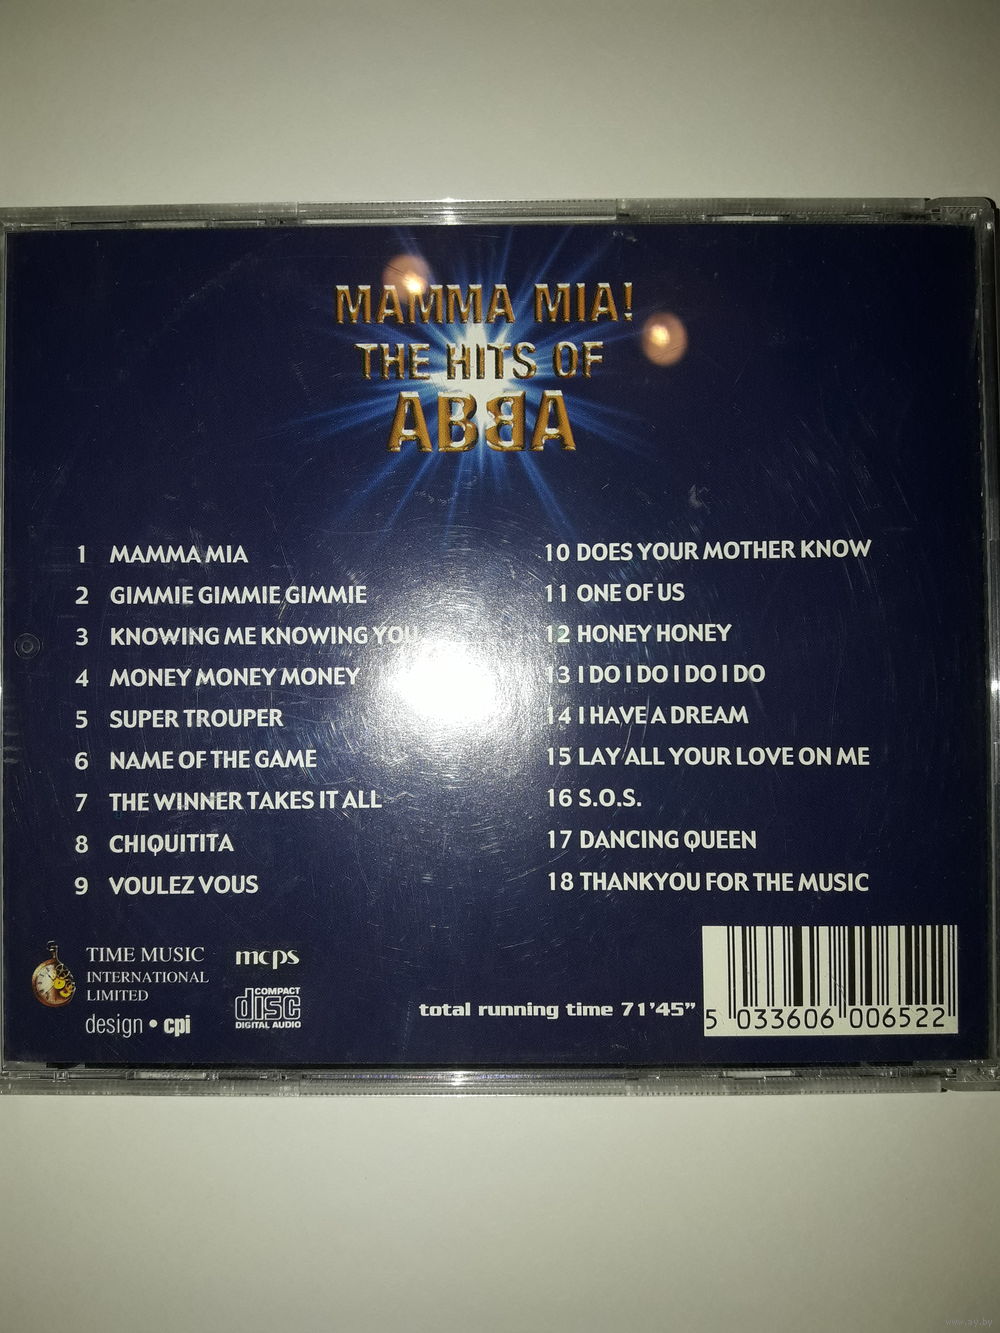 MAMMA MIA!
THE HITS OF
ABBA
1 MAMMA MIA
2 GIMMIE GIMMIE GIMMIE
3 KNOWING ME KNOWING YOU
4 MONEY MONEY MONEY
5 SUPER TROUPER
6 NAME OF THE GAME
7 THE WINNER TAKES IT ALL
8 CHIQUITITA
9 VOULEZ VOUS
10 DOES YOUR MOTHER KNOW
11 ONE OF US
12 HONEY HONEY
13 I DO I DO I DO I DO
14 I HAVE A DREAM
15 LAY ALL YOUR LOVE ON ME
16 S.O.S.
17 DANCING QUEEN
18 THANKYOU FOR THE MUSIC
TIME MUSIC
INTERNATIONAL
LIMITED
design • cpi
mcps
COMPACT
disc
DIGITAL AUDIO
total running time 71'45"
5 033606 006522
www.ay.by